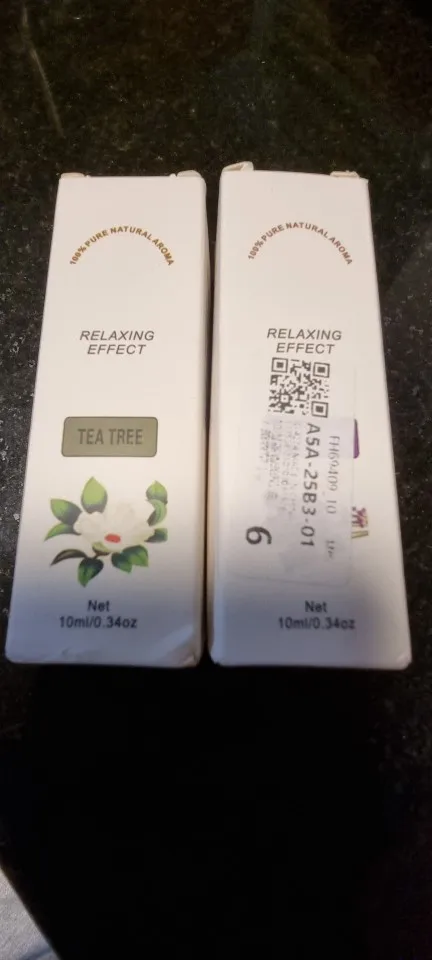 100% PURE NATURAL AROMA
RELAXING
EFFECT
TEA TREE
Net
10ml/0.34oz
100% PURE NATURAL AROMA
RELAXING
EFFECT
FH69409_10
A5A-25B3-01
6
Net
10ml/0.34oz